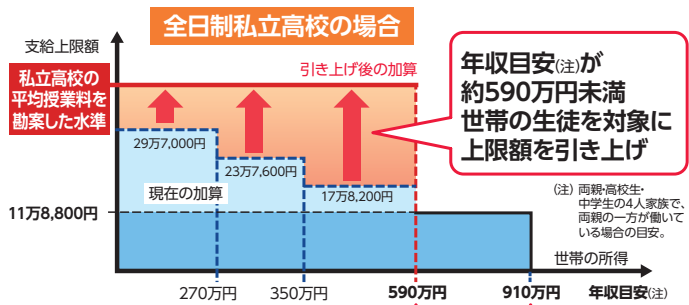 全日制私立高校の場合
支給上限額
私立高校の
平均授業料を
勘案した水準
引き上げ後の加算
年収目安(注)が
約590万円未満
世帯の生徒を対象に
上限額を引き上げ
29万7,000円
23万7,600円
17万8,200円
現在の加算
11万8,800円
(注) 両親・高校生・
中学生の4人家族で、
両親の一方が働いて
いる場合の目安。
世帯の所得
270万円
350万円
590万円
910万円
年収目安(注)